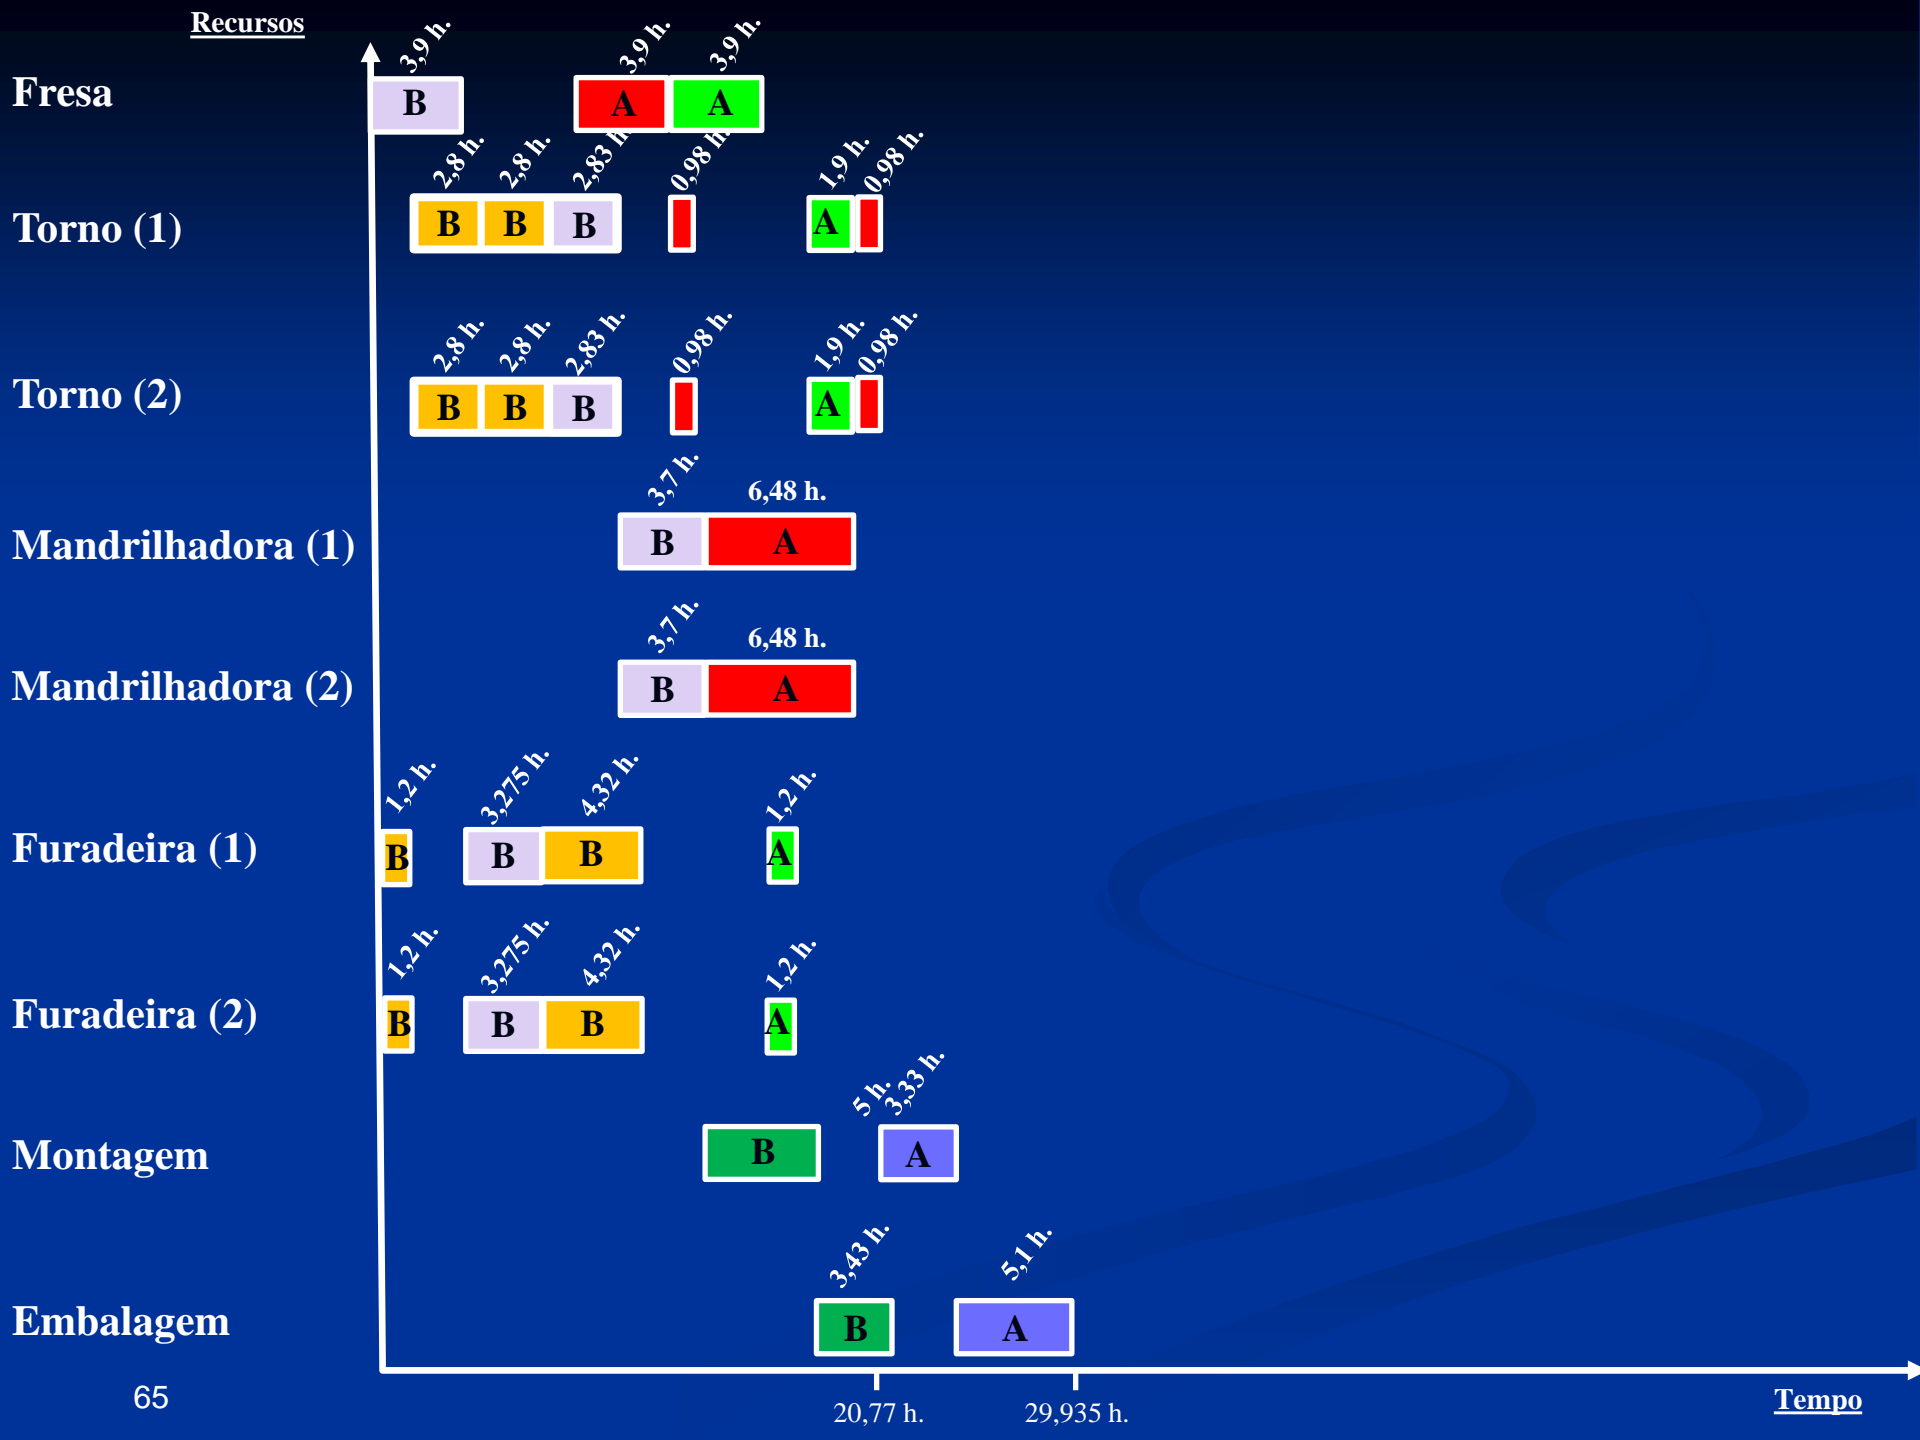 Recursos
3,9 h.
3,9 h.
3,9 h.
Fresa
B
A
A
2,8 h.
2,8 h.
2,83 h.
0,98 h.
1,9 h.
0,98 h.
Torno (1)
B
B
B
A
2,8 h.
2,8 h.
2,83 h.
0,98 h.
1,9 h.
0,98 h.
Torno (2)
B
B
B
A
3,7 h.
6,48 h.
Mandrilhadora (1)
B
A
3,7 h.
6,48 h.
Mandrilhadora (2)
B
A
1,2 h.
3,275 h.
4,32 h.
1,2 h.
Furadeira (1)
B
B
B
A
1,2 h.
3,275 h.
4,32 h.
1,2 h.
Furadeira (2)
B
B
B
A
5 h.
3,33 h.
Montagem
B
A
3,43 h.
5,1 h.
Embalagem
B
A
65
20,77 h.
29,935 h.
Tempo